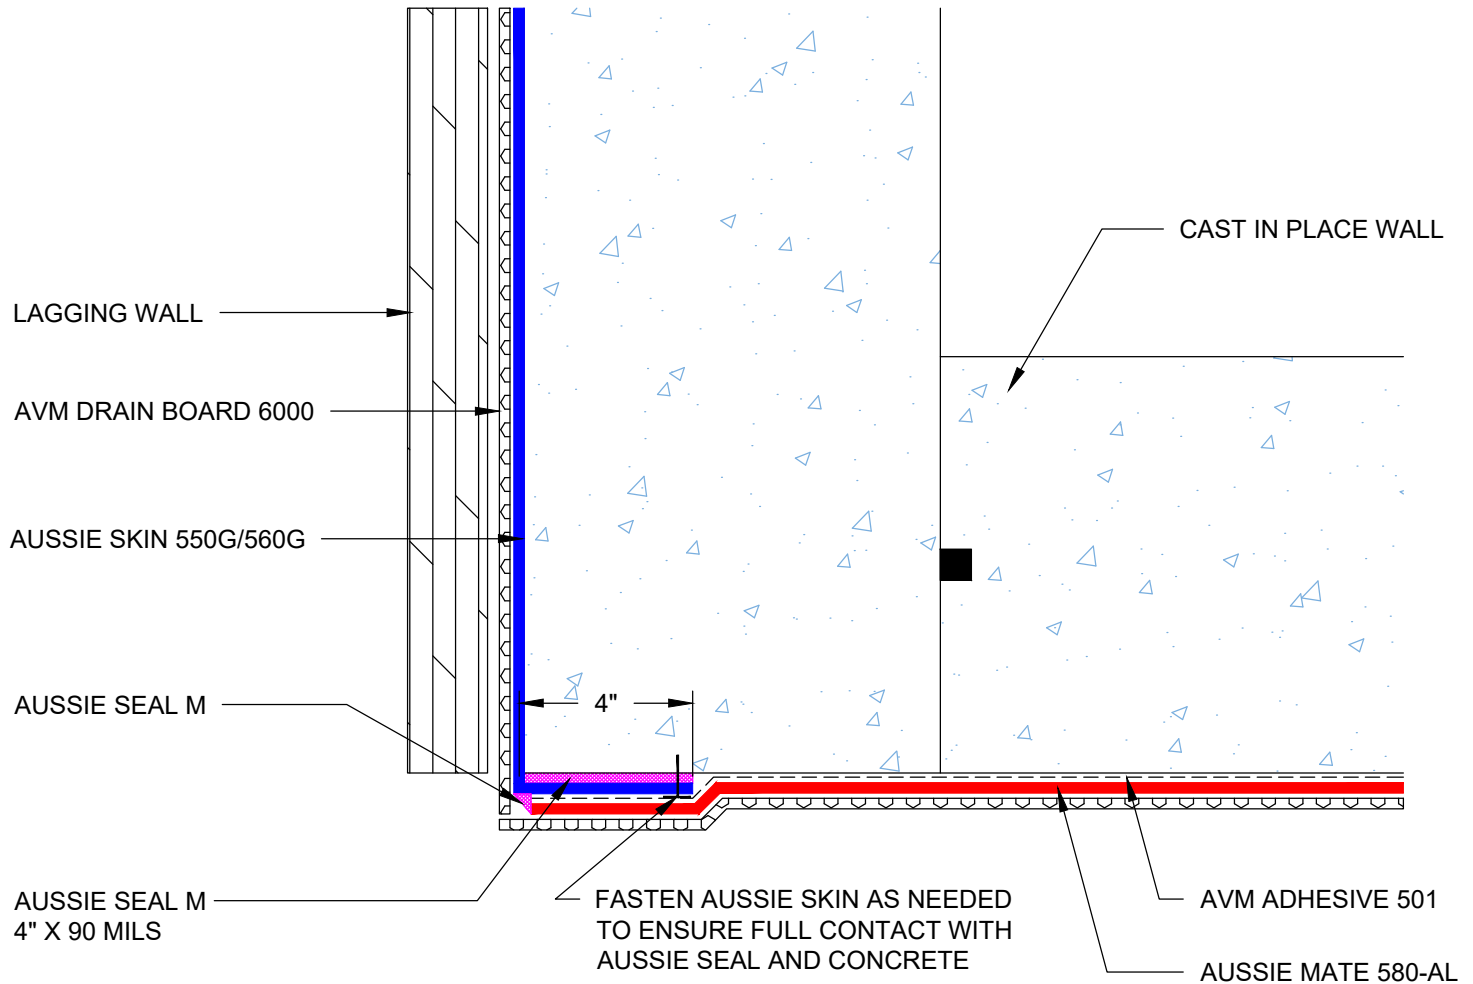 CAST IN PLACE WALL
LAGGING WALL
AVM DRAIN BOARD 6000
AUSSIE SKIN 550G/560G
AUSSIE SEAL M
4"
AUSSIE SEAL M
4" X 90 MILS
FASTEN AUSSIE SKIN AS NEEDED
TO ENSURE FULL CONTACT WITH
AUSSIE SEAL AND CONCRETE
AVM ADHESIVE 501
AUSSIE MATE 580-AL